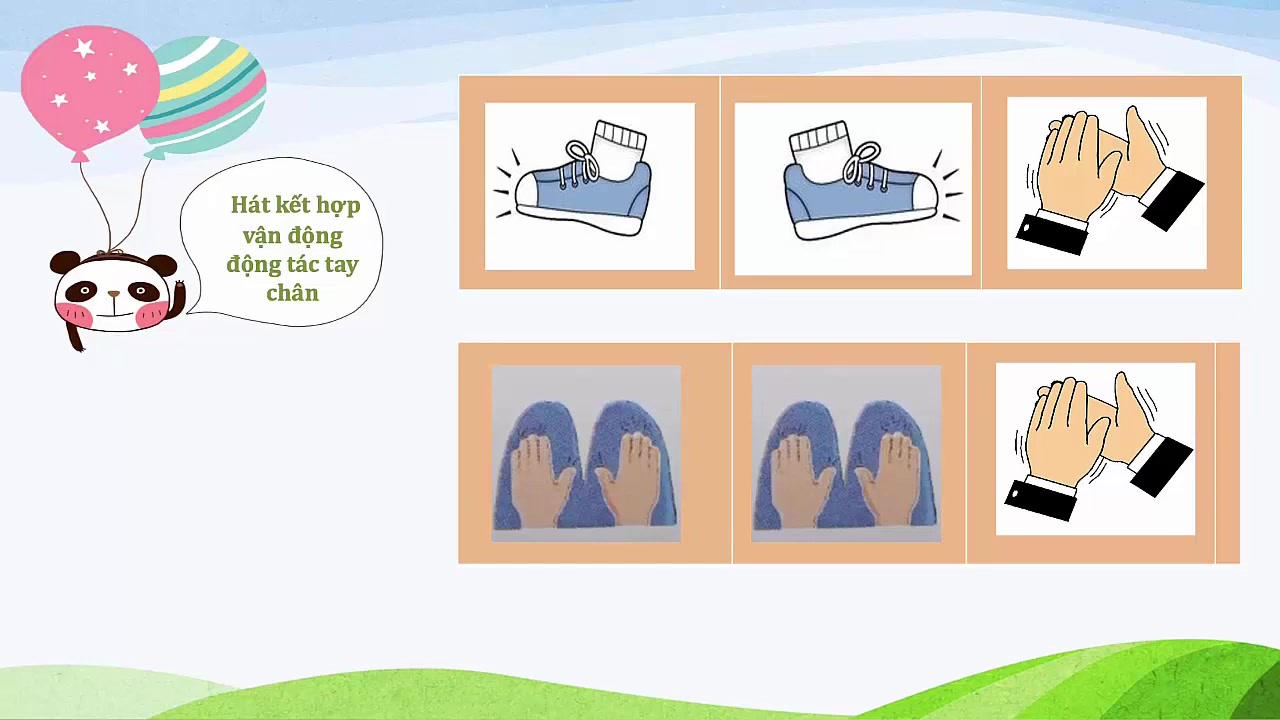 Hát kết hợp
vận động
động tác tay
chân